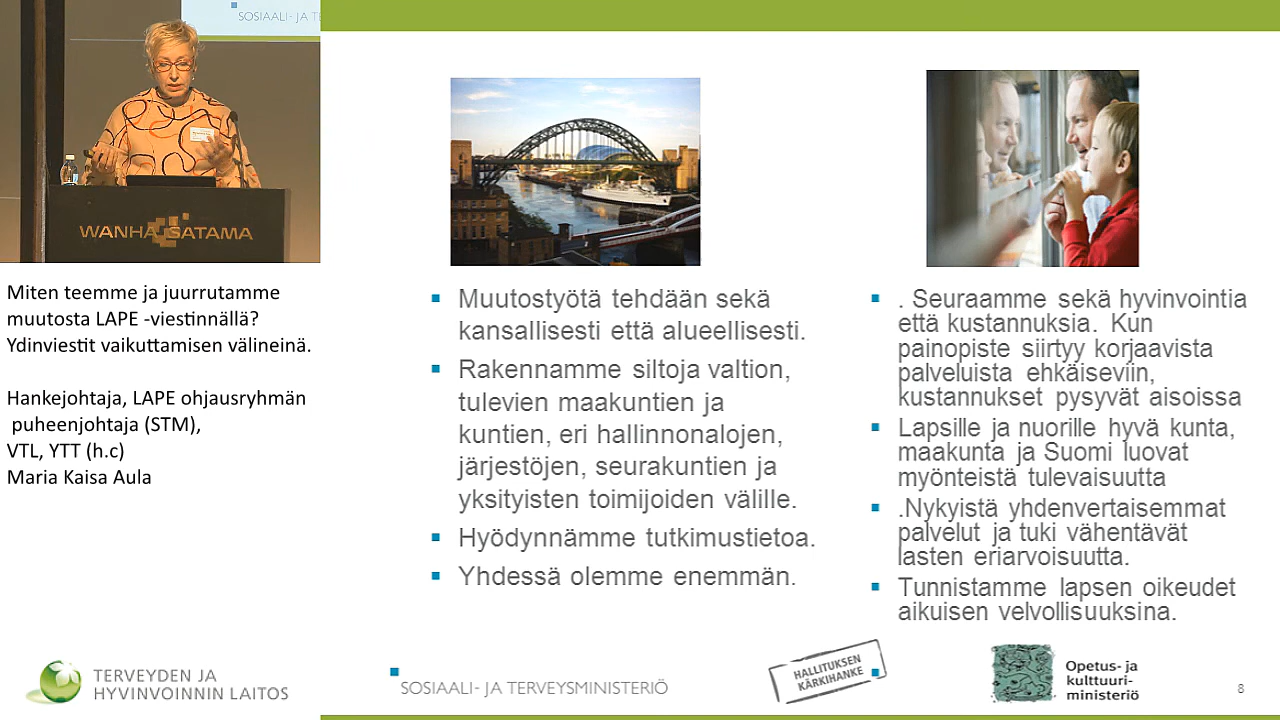 SOSIAALI- JA TE
WANHA SATAMA
Miten teemme ja juurrutamme
muutosta LAPE -viestinnällä?
Ydinviestit vaikuttamisen välineinä.
Hankejohtaja, LAPE ohjausryhmän
puheenjohtaja (STM),
VTL, YTT (h.c)
Maria Kaisa Aula
Muutostyötä tehdään sekä
kansallisesti että alueellisesti.
Rakennamme siltoja valtion,
tulevien maakuntien ja
kuntien, eri hallinnonalojen,
järjestöjen, seurakuntien ja
yksityisten toimijoiden välille.
Hyödynnämme tutkimustietoa.
Yhdessä olemme enemmän.
. Seuraamme sekä hyvinvointia
että kustannuksia. Kun
painopiste siirtyy korjaavista
palveluista ehkäiseviin,
kustannukset pysyvät aisoissa
Lapsille ja nuorille hyvä kunta,
maakunta ja Suomi luovat
myönteistä tulevaisuutta
.Nykyistä yhdenvertaisemmat
palvelut ja tuki vähentävät
lasten eriarvoisuutta.
Tunnistamme lapsen oikeudet
aikuisen velvollisuuksina.
TERVEYDEN JA
HYVINVOINNIN LAITOS
SOSIAALI- JA TERVEYSMINISTERIÖ
HALLITUKSEN
KÄRKIHANKE
Opetus- ja
kulttuuri-
ministeriö
8